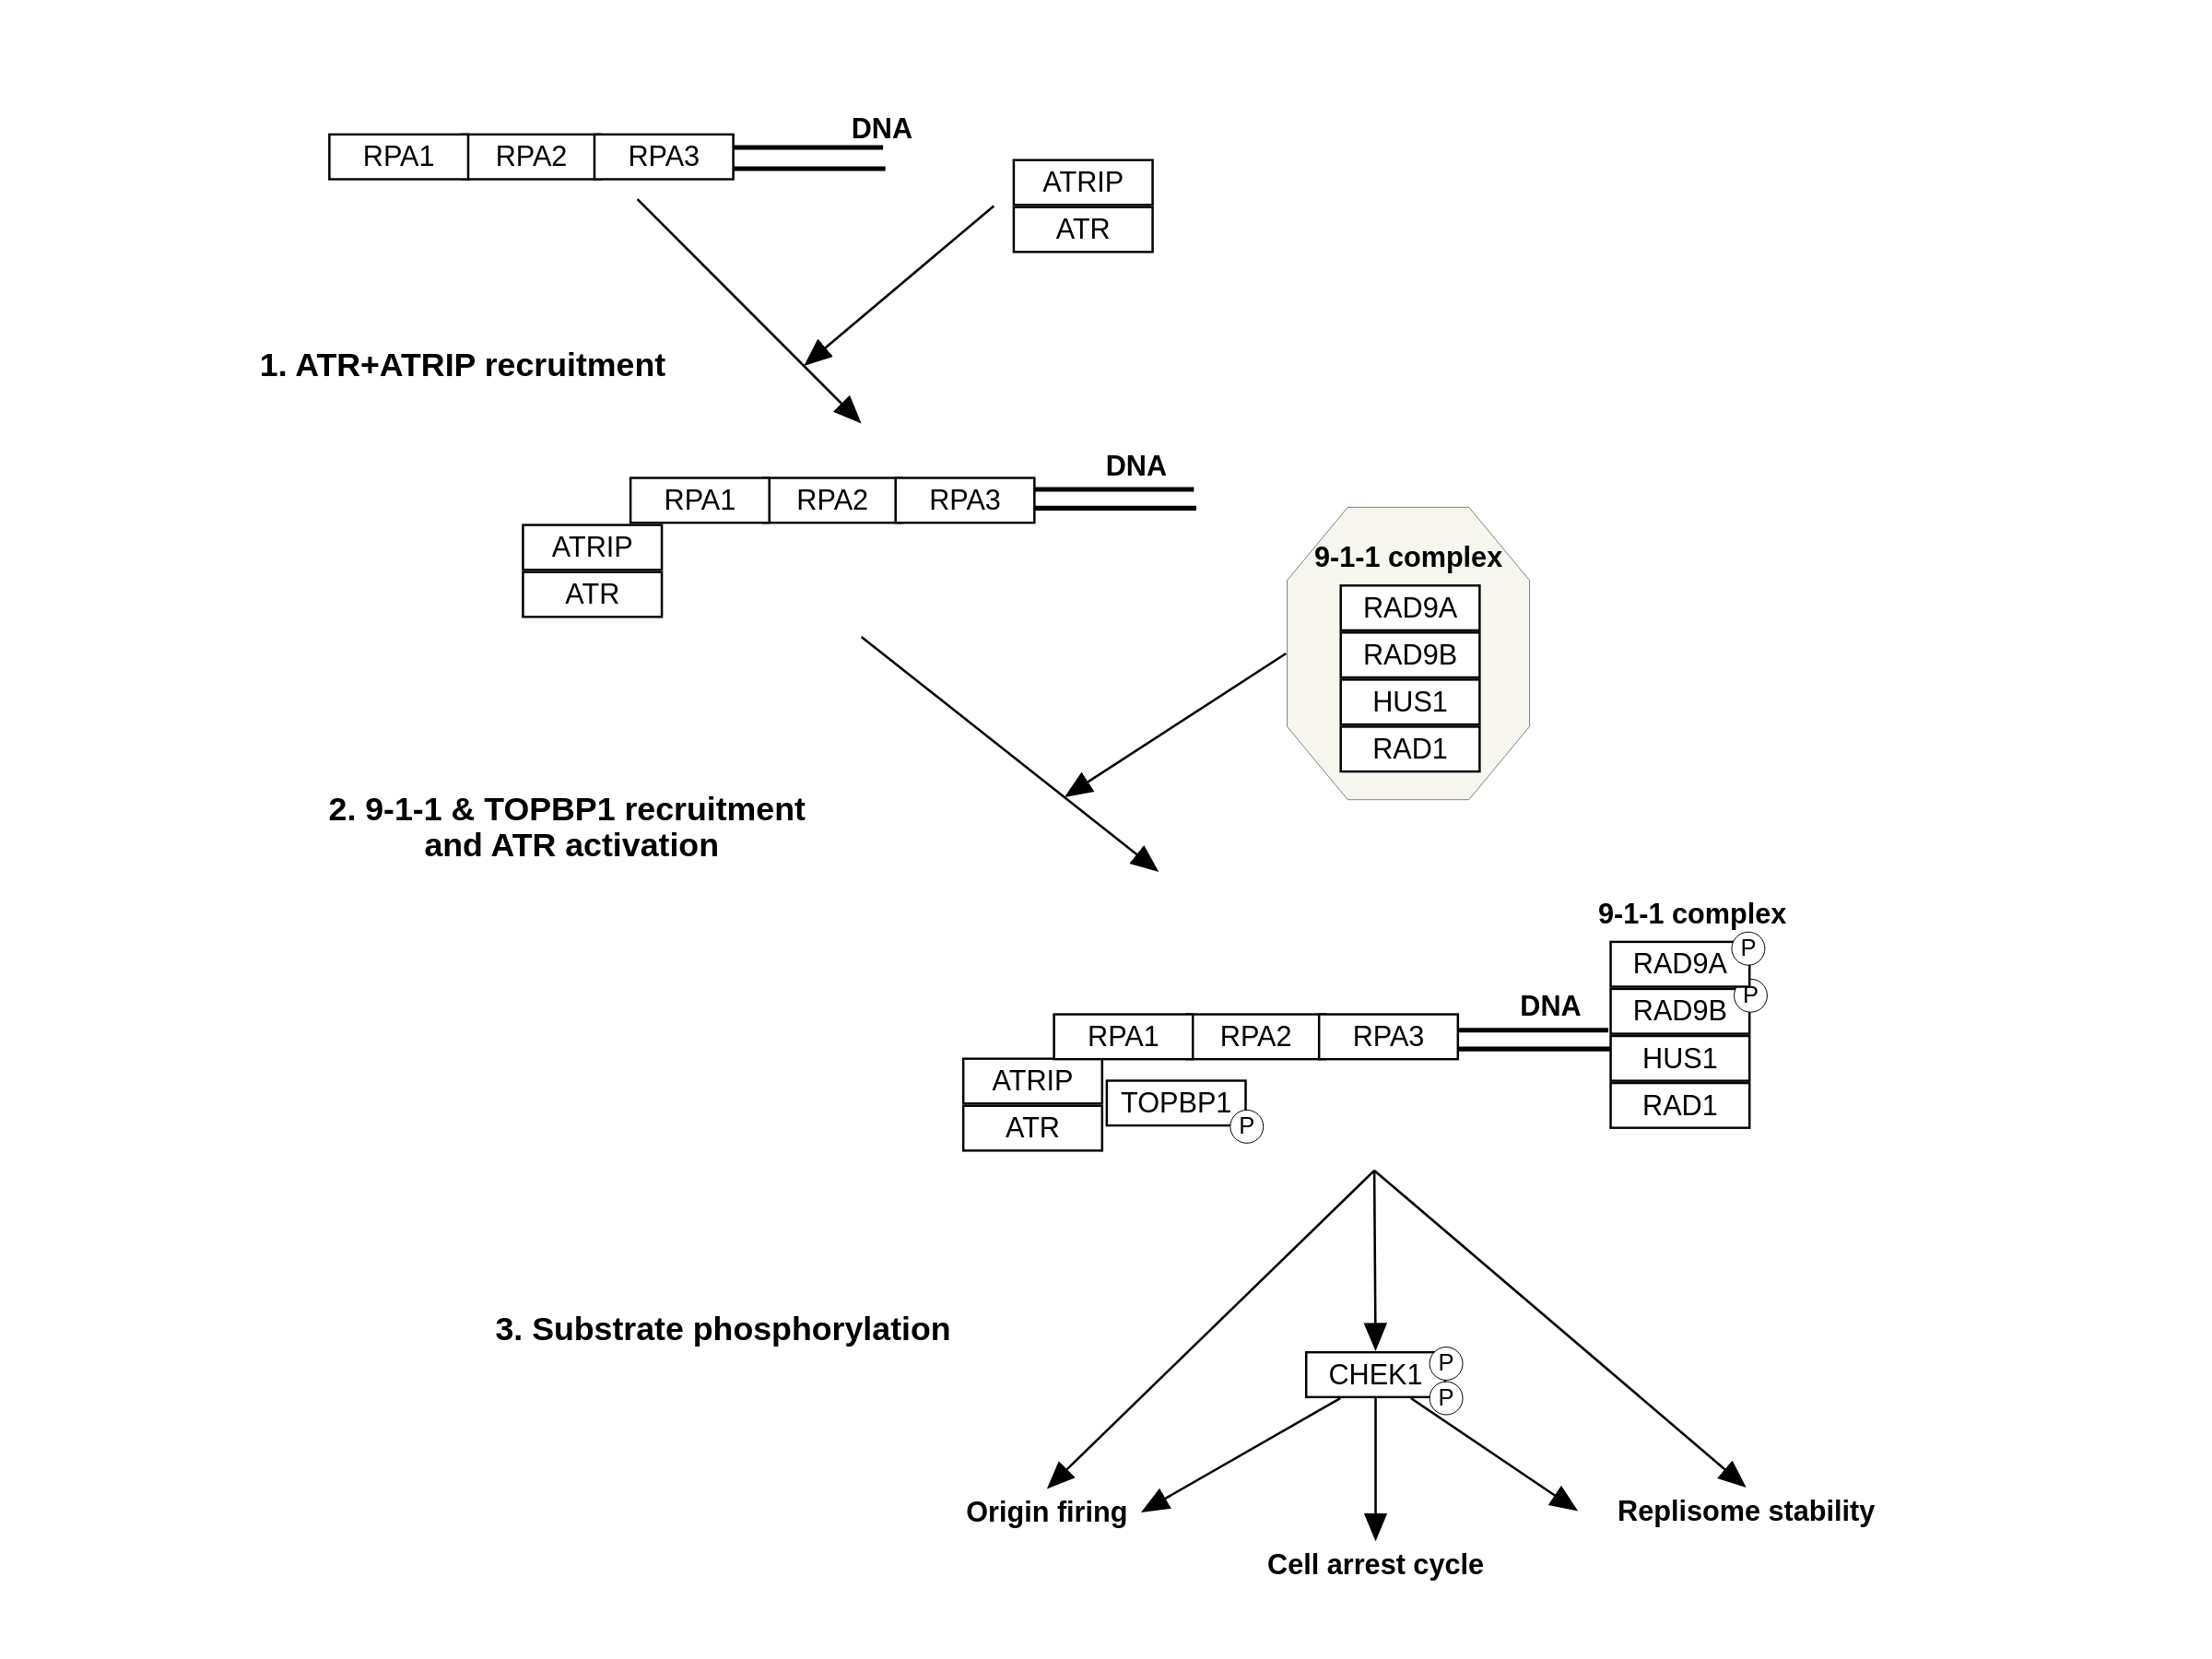 DNA
RPA1 RPA2 RPA3
ATRIP
ATR
1. ATR+ATRIP recruitment
DNA
RPA1 RPA2 RPA3
ATRIP
ATR
9-1-1 complex
RAD9A
RAD9B
HUS1
RAD1
2. 9-1-1 & TOPBP1 recruitment
and ATR activation
9-1-1 complex
P
RAD9A
P
RAD9B
HUS1
RAD1
DNA
RPA1 RPA2 RPA3
ATRIP
ATR
TOPBP1
P
3. Substrate phosphorylation
CHEK1
P
P
Origin firing
Replisome stability
Cell arrest cycle